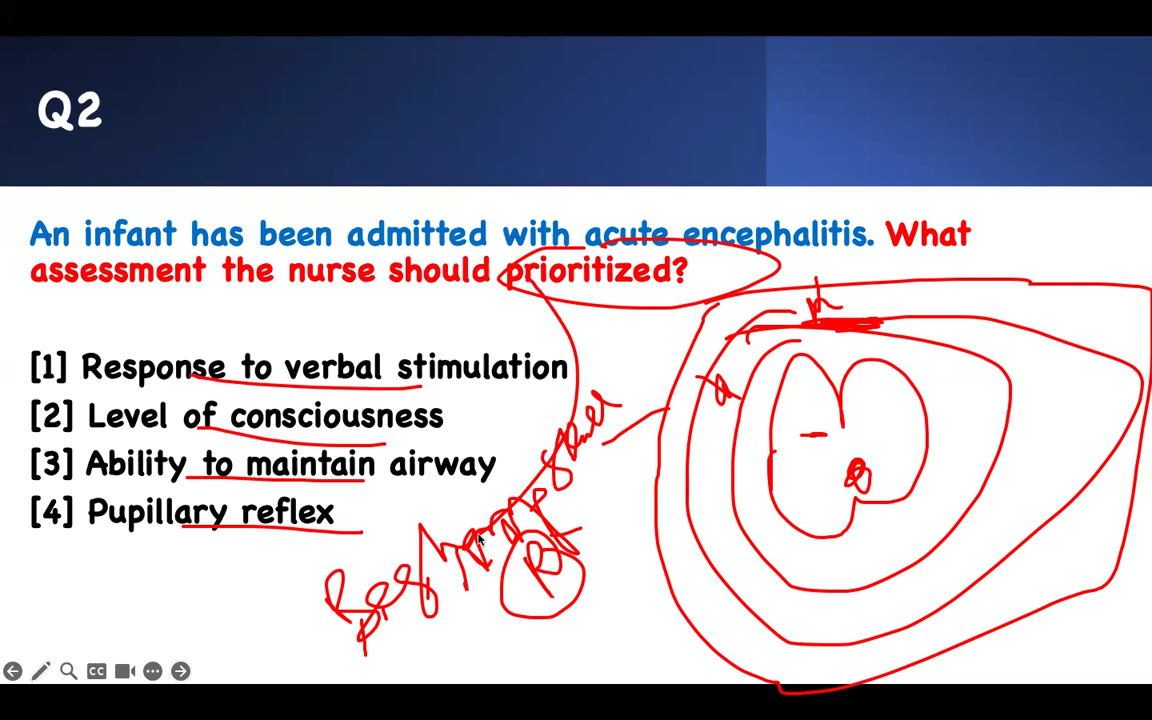 Q2
An infant has been admitted with acute encephalitis. What
assessment the nurse should prioritized?
[1] Response to verbal stimulation
[2] Level of consciousness
[3] Ability to maintain airway
[4] Pupillary reflex
CC